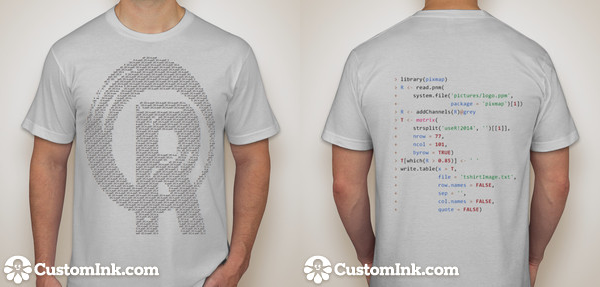 > library(pixmap)
> R <- read.pnm(
+ system.file('pictures/logo.ppm',
+ package = 'pixmap')[1])
> R <- addChannels(R)@grey
> T <- matrix(
+ strsplit('useR!2014', '')[[1]],
+ nrow = 77,
+ ncol = 101,
+ byrow = TRUE)
> T[which(R > 0.85)] <- ' '
> write.table(x = T,
+ file = 'tshirtImage.txt',
+ row.names = FALSE,
+ sep = '',
+ col.names = FALSE,
+ quote = FALSE)
CustomInk.com
CustomInk.com